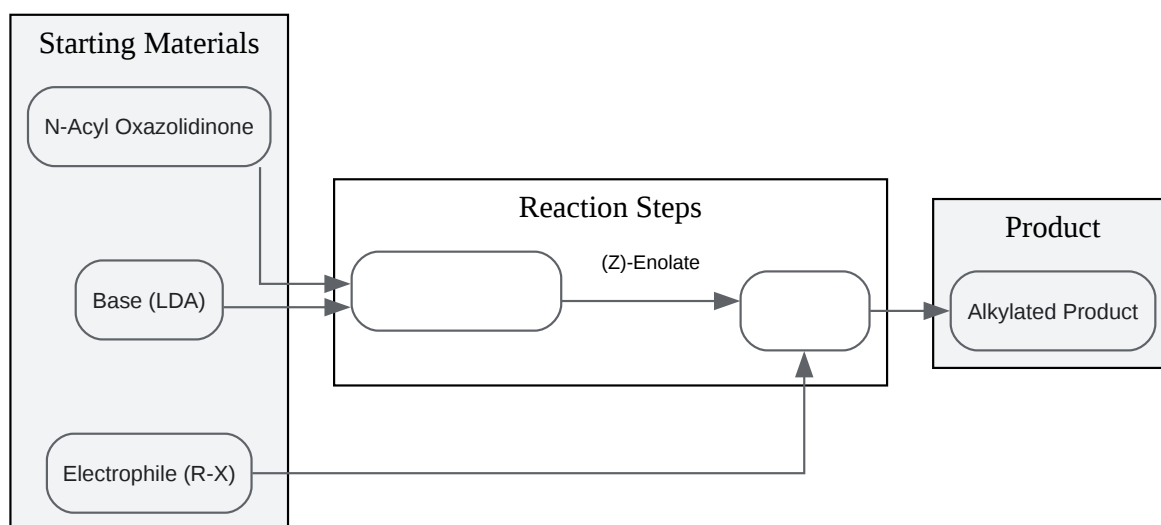 Starting Materials
N-Acyl Oxazolidinone
Base (LDA)
Electrophile (R-X)
Reaction Steps
(Z)-Enolate
Product
Alkylated Product